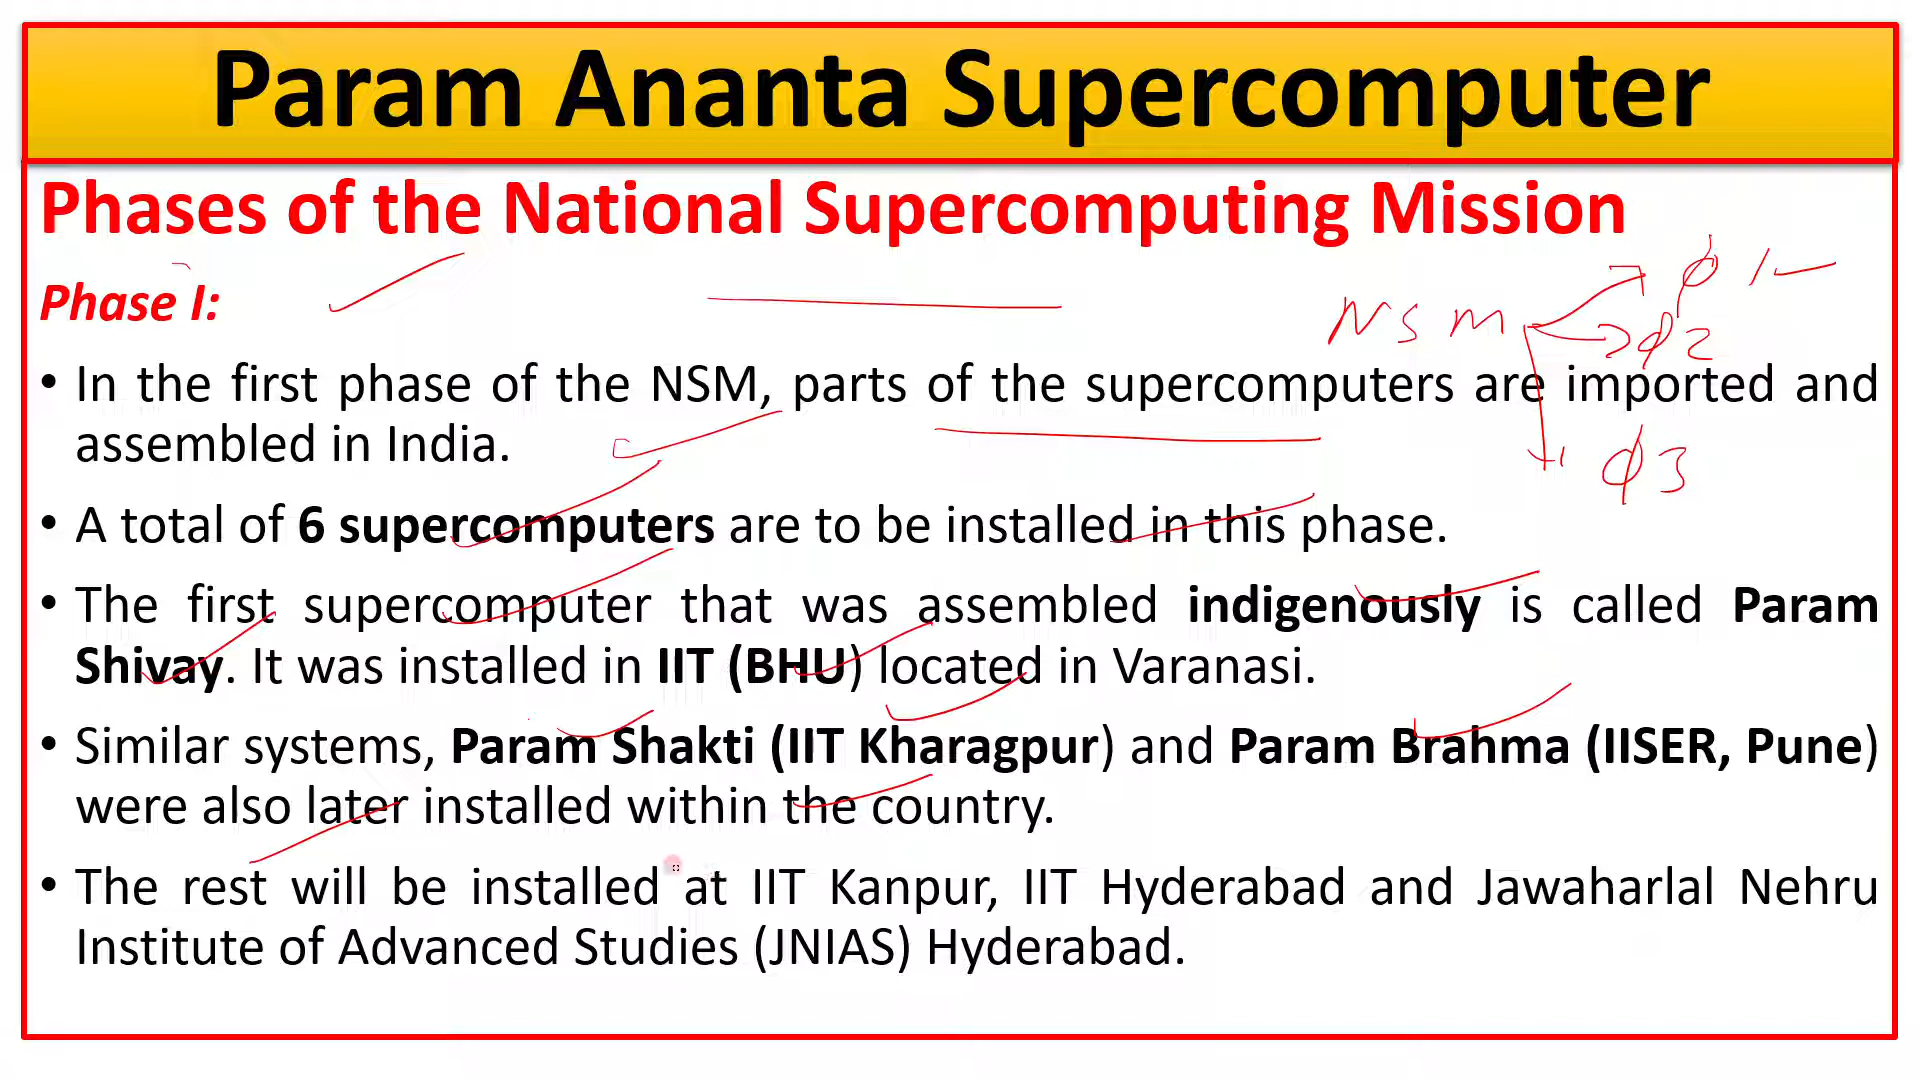 Param Ananta Supercomputer
Phases of the National Supercomputing Mission
Phase I:
NSM
φ1
φ2
φ3
• In the first phase of the NSM, parts of the supercomputers are imported and
assembled in India.
• A total of 6 supercomputers are to be installed in this phase.
• The first supercomputer that was assembled indigenously is called Param
Shivay. It was installed in IIT (BHU) located in Varanasi.
• Similar systems, Param Shakti (IIT Kharagpur) and Param Brahma (IISER, Pune)
were also later installed within the country.
• The rest will be installed at IIT Kanpur, IIT Hyderabad and Jawaharlal Nehru
Institute of Advanced Studies (JNIAS) Hyderabad.